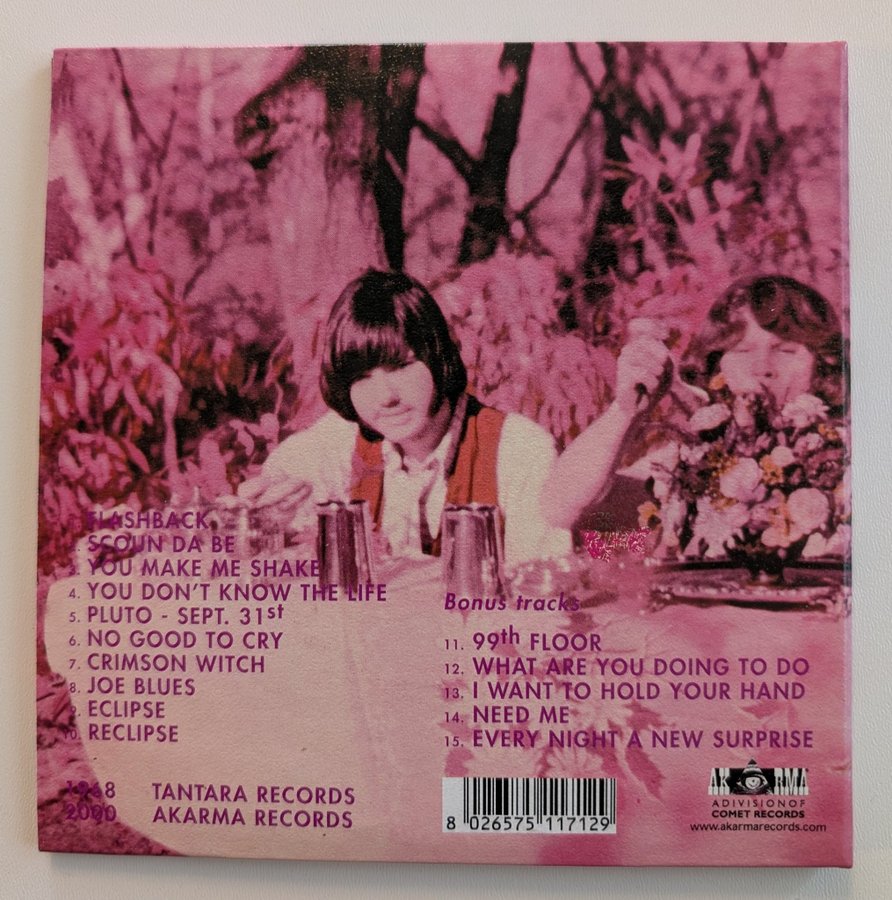 1. FLASHBACK
2. SCOUN DA BE
3. YOU MAKE ME SHAKE
4. YOU DON'T KNOW THE LIFE
5. PLUTO - SEPT. 31st
6. NO GOOD TO CRY
7. CRIMSON WITCH
8. JOE BLUES
9. ECLIPSE
10. RECLIPSE
Bonus tracks
11. 99th FLOOR
12. WHAT ARE YOU DOING TO DO
13. I WANT TO HOLD YOUR HAND
14. NEED ME
15. EVERY NIGHT A NEW SURPRISE
1968 TANTARA RECORDS
2000 AKARMA RECORDS
8 026575 117129
AKARMA
A DIVISION OF
COMET RECORDS
www.akarmarecords.com